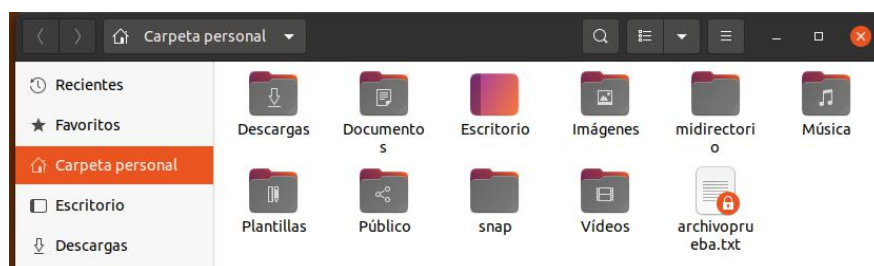 Carpeta personal
Recientes
Favoritos
Carpeta personal
Escritorio
Descargas
Descargas
Documento
s
Escritorio
Imágenes
midirectori
o
Música
Plantillas
Público
snap
Vídeos
archivopru
eba.txt